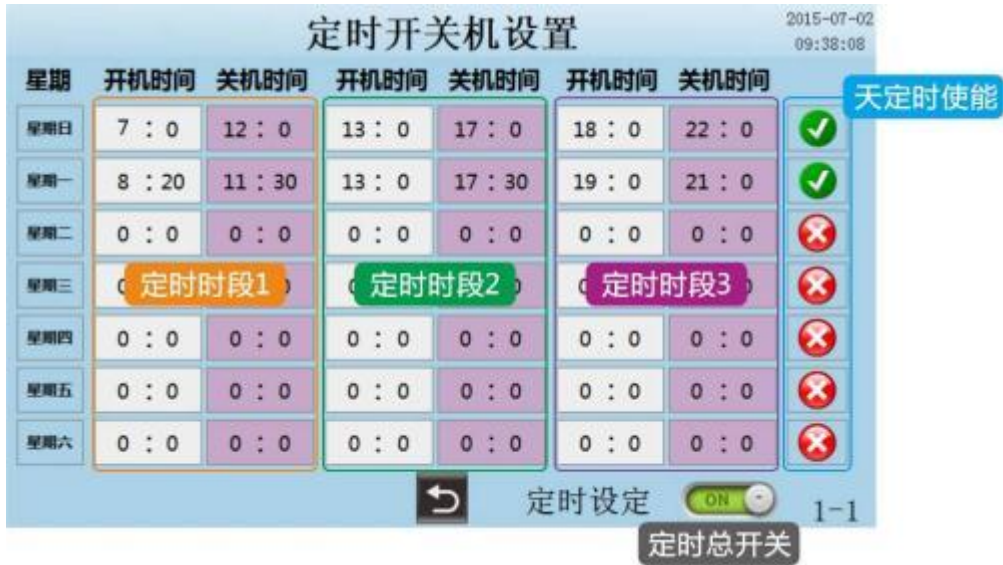 定时开关机设置
2015-07-02
09:38:08
星期 开机时间 关机时间 开机时间 关机时间 开机时间 关机时间
天定时使能
星期日 7:0 12:0 13:0 17:0 18:0 22:0
星期一 8:20 11:30 13:0 17:30 19:0 21:0
星期二 0:0 0:0 0:0 0:0 0:0 0:0
星期三 定时时段1 定时时段2 定时时段3
星期四 0:0 0:0 0:0 0:0 0:0 0:0
星期五 0:0 0:0 0:0 0:0 0:0 0:0
星期六 0:0 0:0 0:0 0:0 0:0 0:0
定时设定 ON 1-1
定时总开关